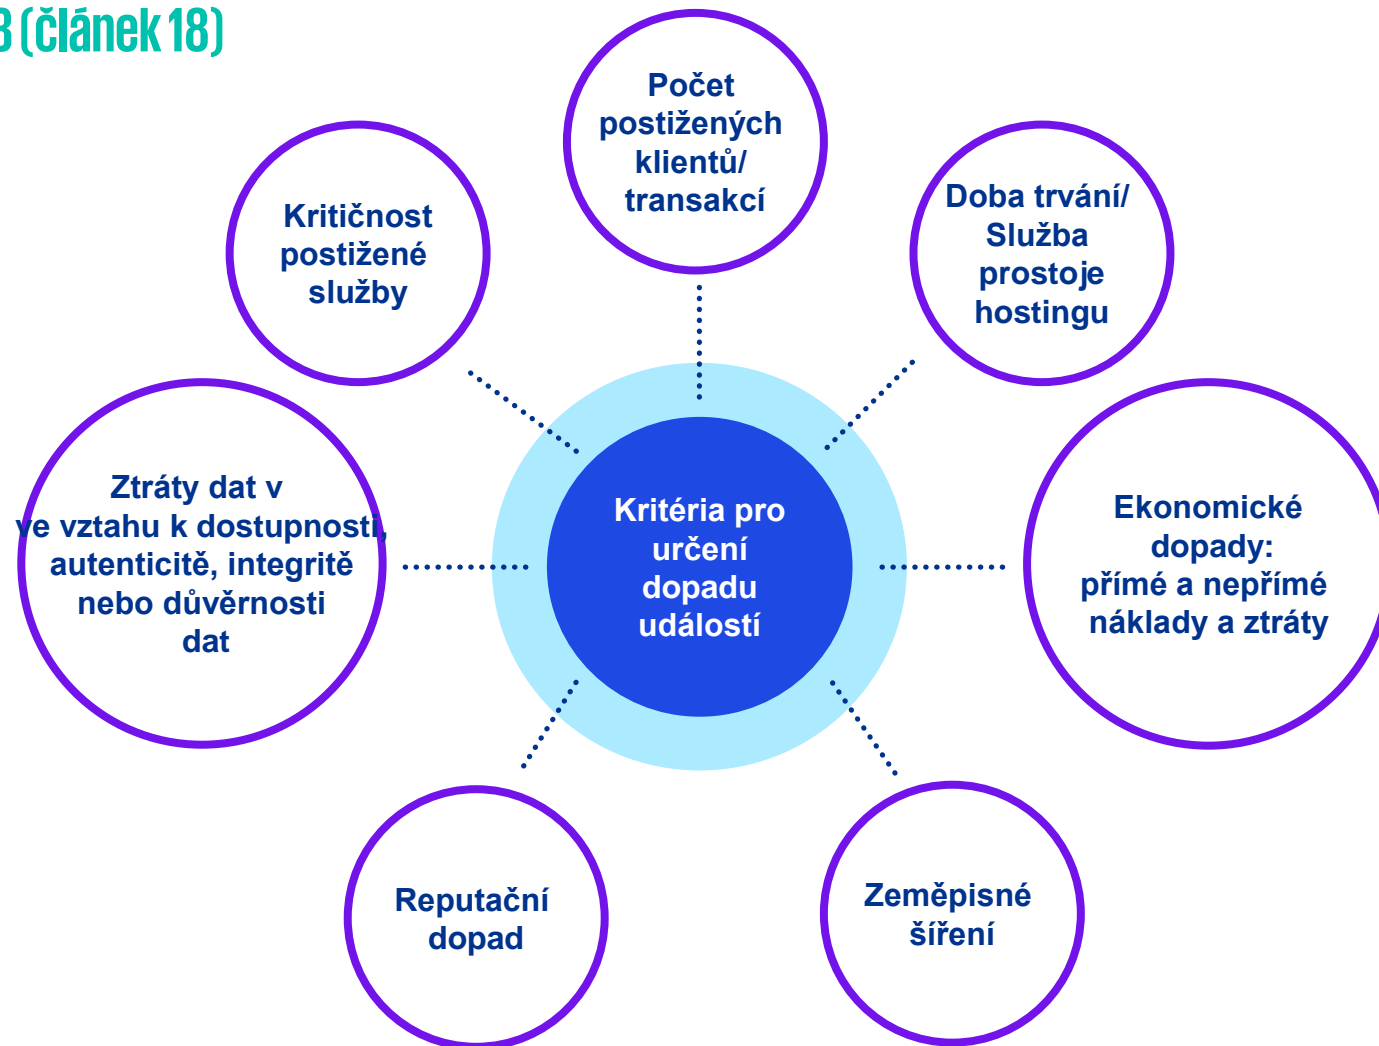 3 (článek 18)
Počet
postižených
klientů/
transakcí
Doba trvání/
Služba
prostoje
hostingu
Ekonomické
dopady:
přímé a nepřímé
náklady a ztráty
Zeměpisné
šíření
Reputační
dopad
Ztráty dat v
ve vztahu k dostupnosti,
autenticitě, integritě
nebo důvěrnosti
dat
Kritičnost
postižené
služby
Kritéria pro
určení
dopadu
událostí